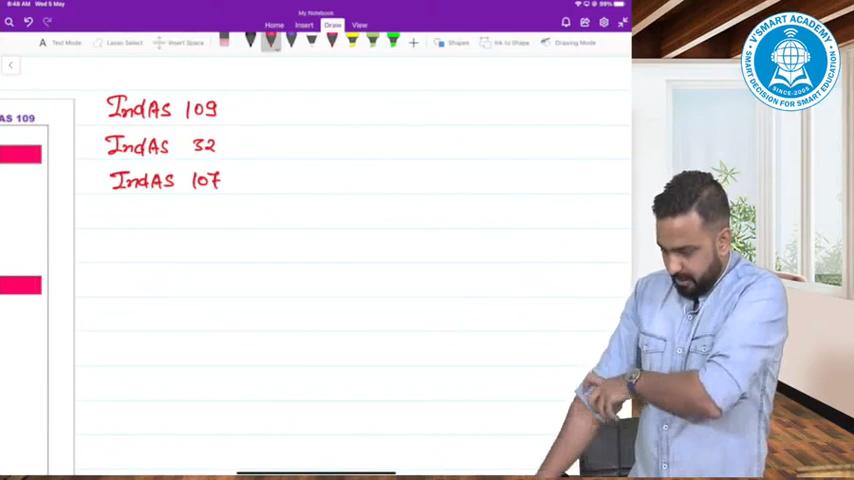 8:48 AM Wed 5 May
My Notebook
99%
Home Insert Draw View
Text Mode Lasso Select Insert Space Shapes Ink to Shape Drawing Mode
AS 109
IndAS 109
IndAS 32
IndAS 107
V'SMART ACADEMY
SINCE-2005
SMART DECISION FOR SMART EDUCATION